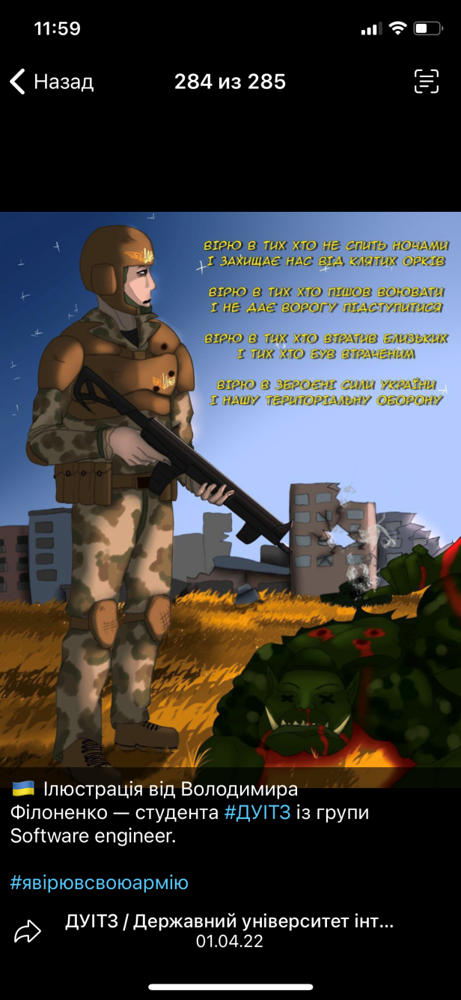 11:59
Назад
284 из 285
ВІРЮ В ТИХ ХТО НЕ СПИТЬ НОЧАМИ
І ЗАХИЩАЄ НАС ВІД КЛЯТИХ ОРКІВ
ВІРЮ В ТИХ ХТО ПІШОВ ВОЮВАТИ
І НЕ ДАЄ ВОРОГУ ПІДСТУПИТИСЯ
ВІРЮ В ТИХ ХТО ВТРАТИВ БЛИЗЬКИХ
І ТИХ ХТО БУВ ВТРАЧЕНИМ
ВІРЮ В ЗБРОЄНІ СИЛИ УКРАЇНИ
І НАШУ ТЕРИТОРІАЛЬНУ ОБОРОНУ
🇺🇦 Ілюстрація від Володимира
Філоненко — студента #ДУІТЗ із групи
Software engineer.
#явірювсвоюармію
ДУІТЗ / Державний університет інт...
01.04.22